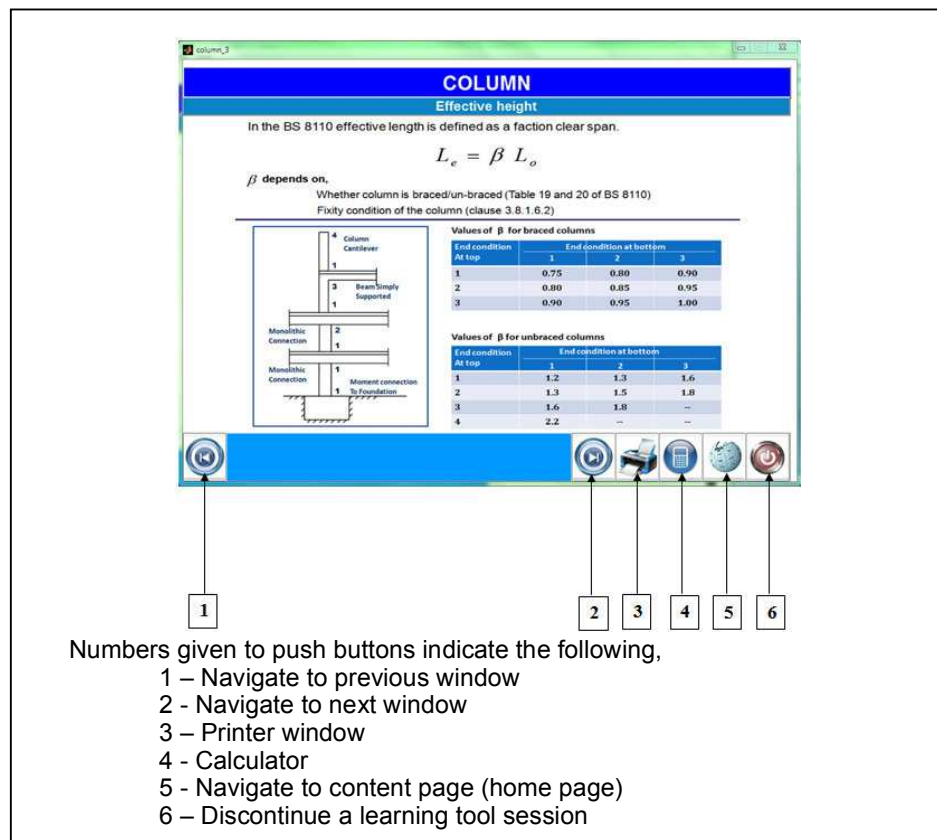 column_3
COLUMN
Effective height
In the BS 8110 effective length is defined as a faction clear span.
L_e = β L_o
β depends on,
Whether column is braced/un-braced (Table 19 and 20 of BS 8110)
Fixity condition of the column (clause 3.8.1.6.2)
4 Column
Cantilever
1
3 Beam Simply
Supported
1
Monolithic 2
Connection
1
Monolithic 1
Connection Moment connection
1 To Foundation
Values of β for braced columns
End condition End condition at bottom
At top 1 2 3
1 0.75 0.80 0.90
2 0.80 0.85 0.95
3 0.90 0.95 1.00
Values of β for unbraced columns
End condition End condition at bottom
At top 1 2 3
1 1.2 1.3 1.6
2 1.3 1.5 1.8
3 1.6 1.8 --
4 2.2 -- --
1 2 3 4 5 6
Numbers given to push buttons indicate the following,
1 – Navigate to previous window
2 - Navigate to next window
3 – Printer window
4 - Calculator
5 - Navigate to content page (home page)
6 – Discontinue a learning tool session